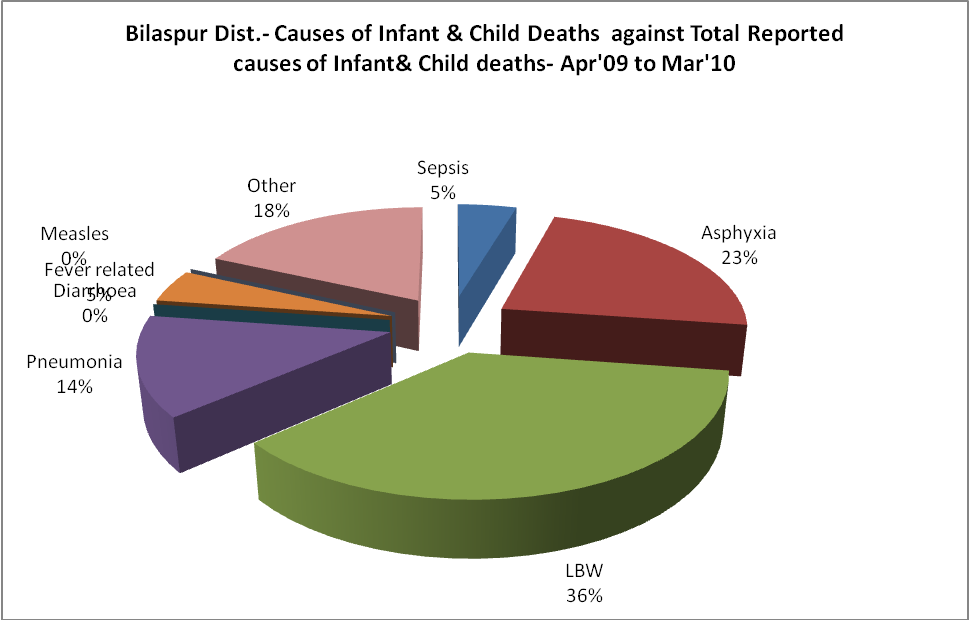 Bilaspur Dist.- Causes of Infant & Child Deaths against Total Reported
causes of Infant& Child deaths- Apr'09 to Mar'10
Sepsis
5%
Asphyxia
23%
LBW
36%
Pneumonia
14%
Diarrhoea
0%
Fever related
5%
Measles
0%
Other
18%